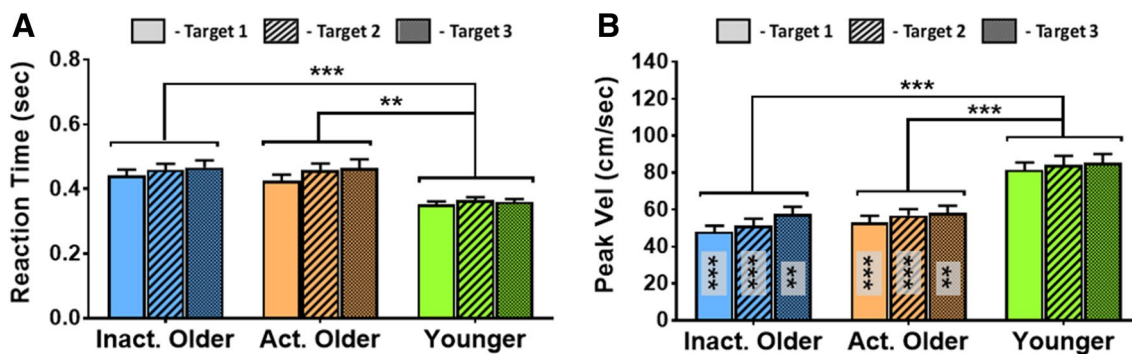 A
- Target 1 - Target 2 - Target 3
Reaction Time (sec)
0.8
0.6
0.4
0.2
0.0
***
**
Inact. Older Act. Older Younger
B
- Target 1 - Target 2 - Target 3
Peak Vel (cm/sec)
140
120
100
80
60
40
20
0
***
***
*** *** ** *** *** **
Inact. Older Act. Older Younger